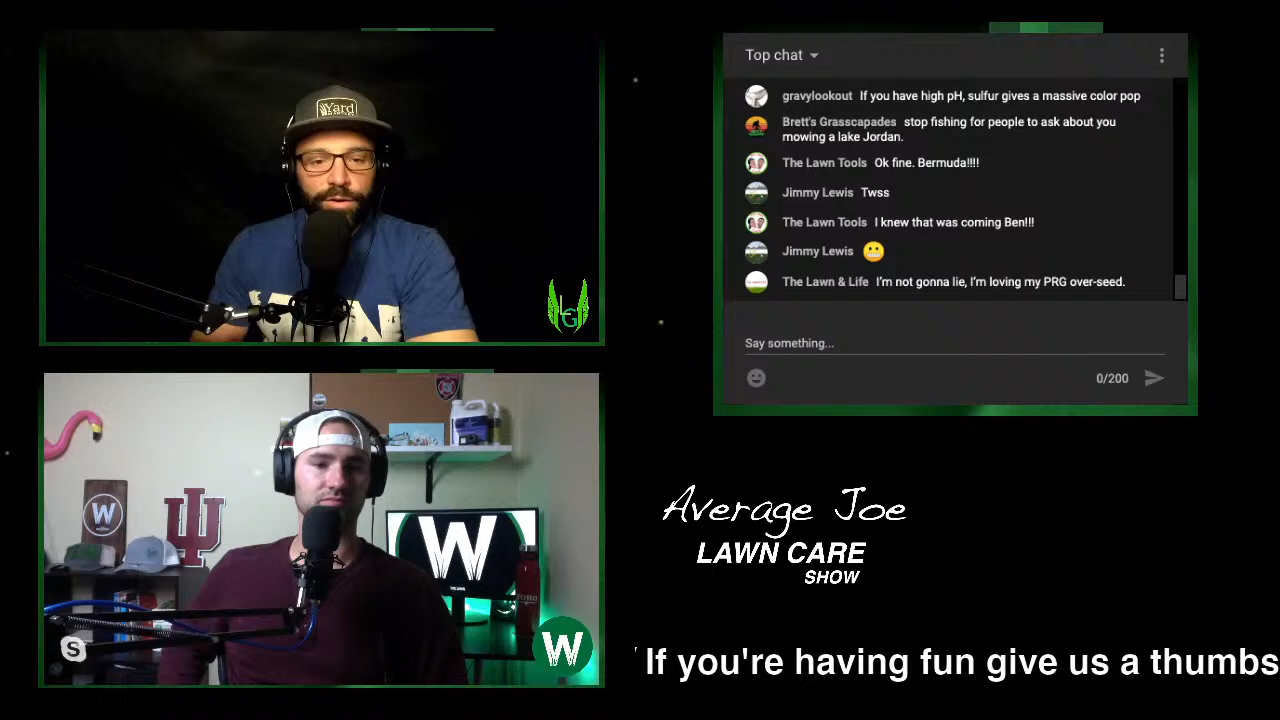 Yard
LG
W
W
W
S
Top chat
gravylookout If you have high pH, sulfur gives a massive color pop
Brett's Grasscapades stop fishing for people to ask about you
mowing a lake Jordan.
The Lawn Tools Ok fine. Bermuda!!!!
Jimmy Lewis Twss
The Lawn Tools I knew that was coming Ben!!!
Jimmy Lewis 😬
The Lawn & Life I'm not gonna lie, I'm loving my PRG over-seed.
Say something...
0/200
Average Joe
LAWN CARE
SHOW
If you're having fun give us a thumbs